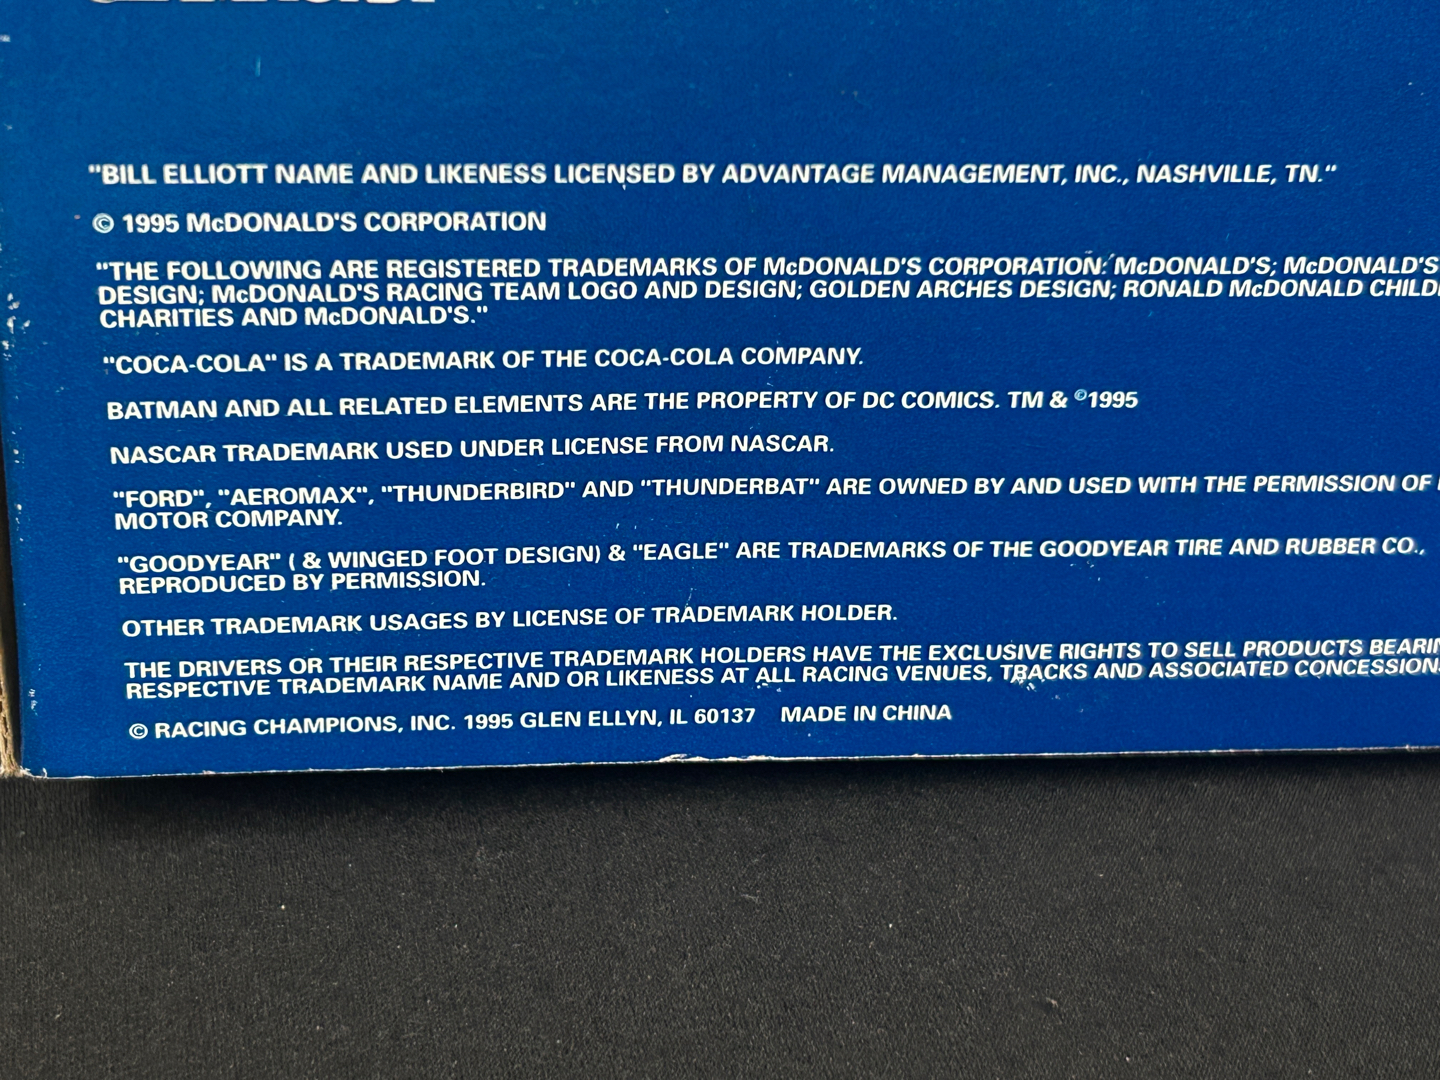 "BILL ELLIOTT NAME AND LIKENESS LICENSED BY ADVANTAGE MANAGEMENT, INC., NASHVILLE, TN."
© 1995 McDONALD'S CORPORATION
"THE FOLLOWING ARE REGISTERED TRADEMARKS OF McDONALD'S CORPORATION: McDONALD'S; McDONALD'S
DESIGN; McDONALD'S RACING TEAM LOGO AND DESIGN; GOLDEN ARCHES DESIGN; RONALD McDONALD
CHARITIES AND McDONALD'S."
"COCA-COLA" IS A TRADEMARK OF THE COCA-COLA COMPANY.
BATMAN AND ALL RELATED ELEMENTS ARE THE PROPERTY OF DC COMICS. TM & ©1995
NASCAR TRADEMARK USED UNDER LICENSE FROM NASCAR.
"FORD", "AEROMAX", "THUNDERBIRD" AND "THUNDERBAT" ARE OWNED BY AND USED WITH THE PERMISSION OF
MOTOR COMPANY.
"GOODYEAR" ( & WINGED FOOT DESIGN) & "EAGLE" ARE TRADEMARKS OF THE GOODYEAR TIRE AND RUBBER CO.,
REPRODUCED BY PERMISSION.
OTHER TRADEMARK USAGES BY LICENSE OF TRADEMARK HOLDER.
THE DRIVERS OR THEIR RESPECTIVE TRADEMARK HOLDERS HAVE THE EXCLUSIVE RIGHTS TO SELL PRODUCTS
RESPECTIVE TRADEMARK NAME AND OR LIKENESS AT ALL RACING VENUES, TRACKS AND ASSOCIATED
© RACING CHAMPIONS, INC. 1995 GLEN ELLYN, IL 60137 MADE IN CHINA